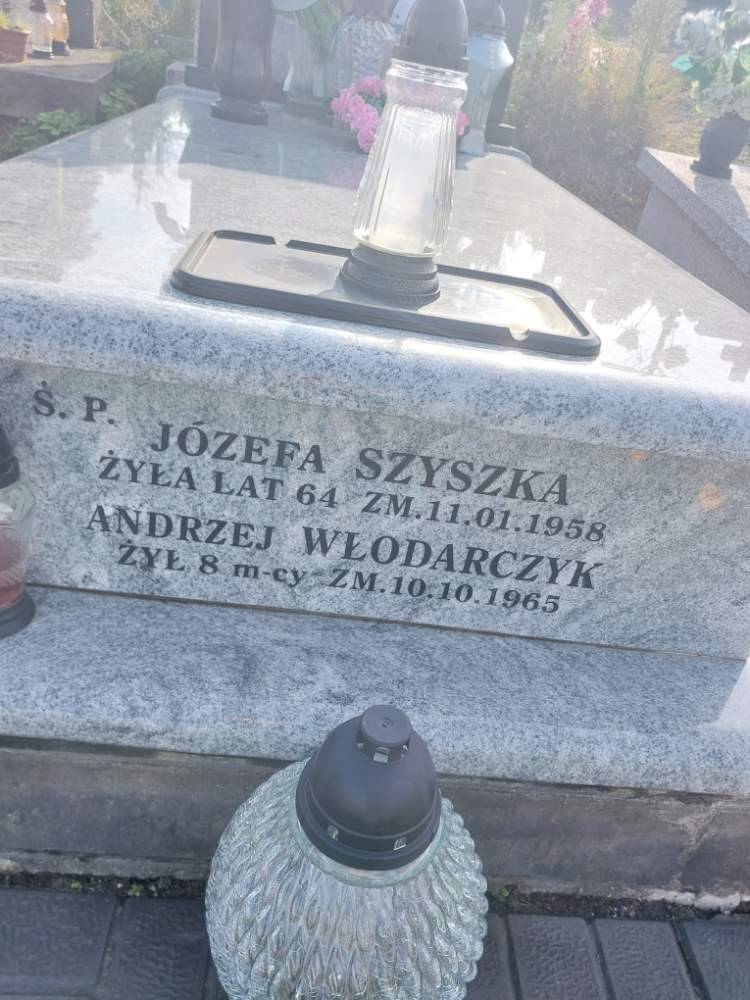 Ś. P. JÓZEFA SZYSZKA
ŻYŁA LAT 64 ZM.11.01.1958
ANDRZEJ WŁODARCZYK
ŻYŁ 8 m-cy ZM.10.10.1965